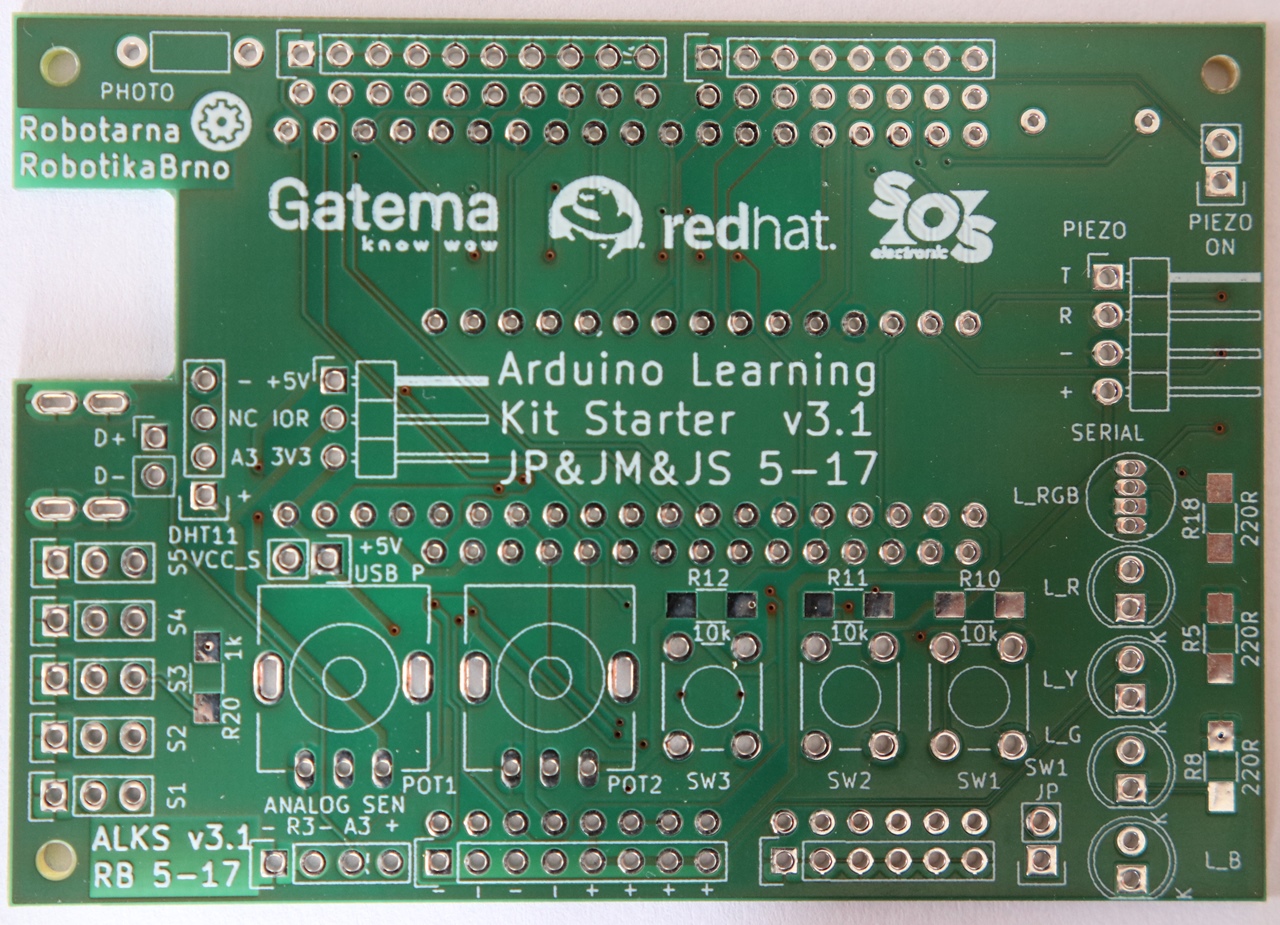 S1
S2
S3
S4
S5
D-
D+
ALKS v3.1
RB 5-17
R20
1k
DHT11
5VCC_S
+
A3
NC
-
3V3
IOR
+5V
USB P
+5V
Robotarna
RobotikaBrno
PHOTO
- R3-A3 +
ANALOG SEN
POT1
POT2
-
-
-
-
+
+
+
+
Gatema
know wow
redhat.
SOS
electronic
Arduino Learning
Kit Starter v3.1
JP&JM&JS 5-17
SW3
R12
10k
SW2
R11
10k
SW1
R10
10k
JP
SW1
L_G
L_Y
L_R
L_RGB
SERIAL
+
-
R
T
PIEZO
K
K
K
K
L_B
R8
220R
R5
220R
R18
220R
PIEZO
ON